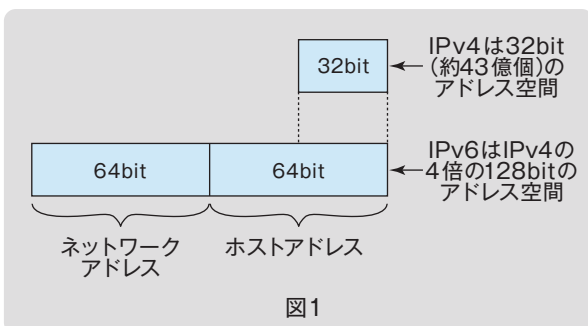 32bit
IPv4は32bit
(約43億個)の
アドレス空間
64bit
64bit
IPv6はIPv4の
4倍の128bitの
アドレス空間
ネットワーク
アドレス
ホストアドレス
図1